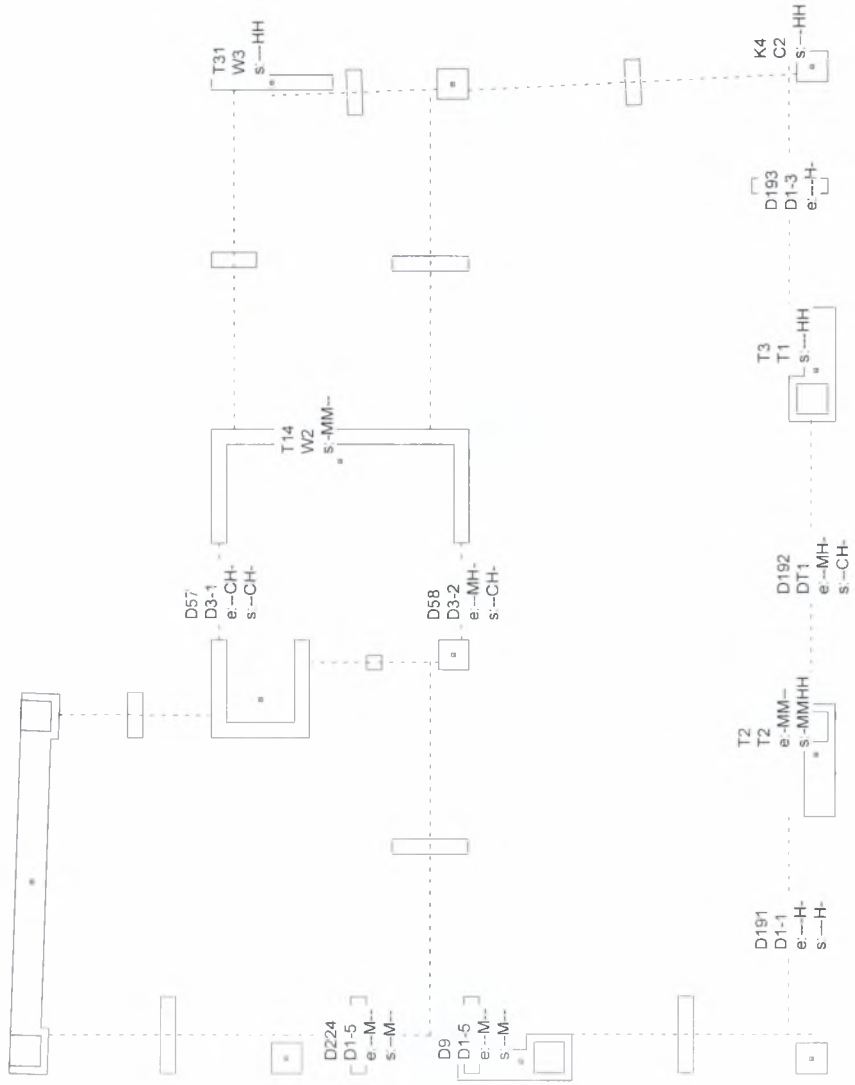 D57
D3-1
e:--CH-
s:--CH-
T31
W3
s:---HH
T14
W2
s:-MM--
D224
D1-5
e:--M--
s:--M--
D9
D1-5
e:--M--
s:--M--
D58
D3-2
e:--MH-
s:--CH-
D191
D1-1
e:---H-
s:---H-
T2
T2
e:-MM--
s:-MMHH
D192
DT1
e:--MH-
s:--CH-
T3
T1
s:---HH
D193
D1-3
e:---H-
K4
C2
s:---HH